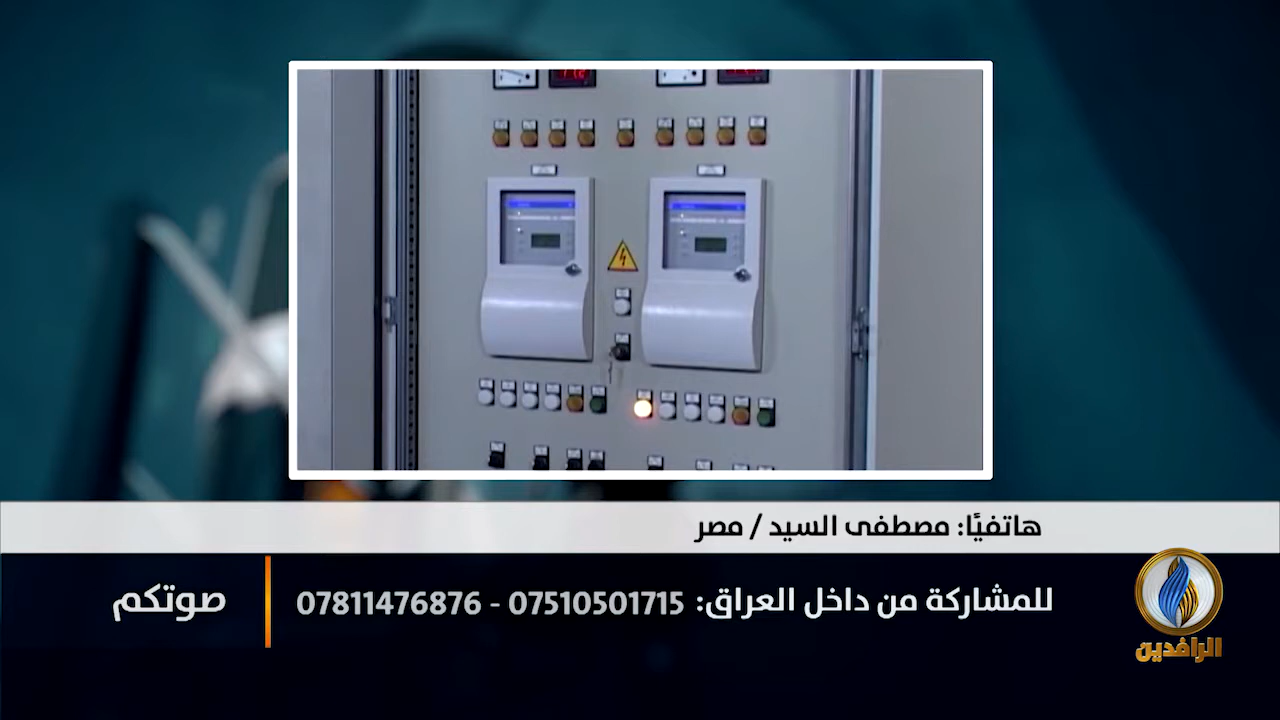 هاتفيًا: مصطفى السيد / مصر
للمشاركة من داخل العراق: 07510501715 - 07811476876
صوتكم
الرافدين